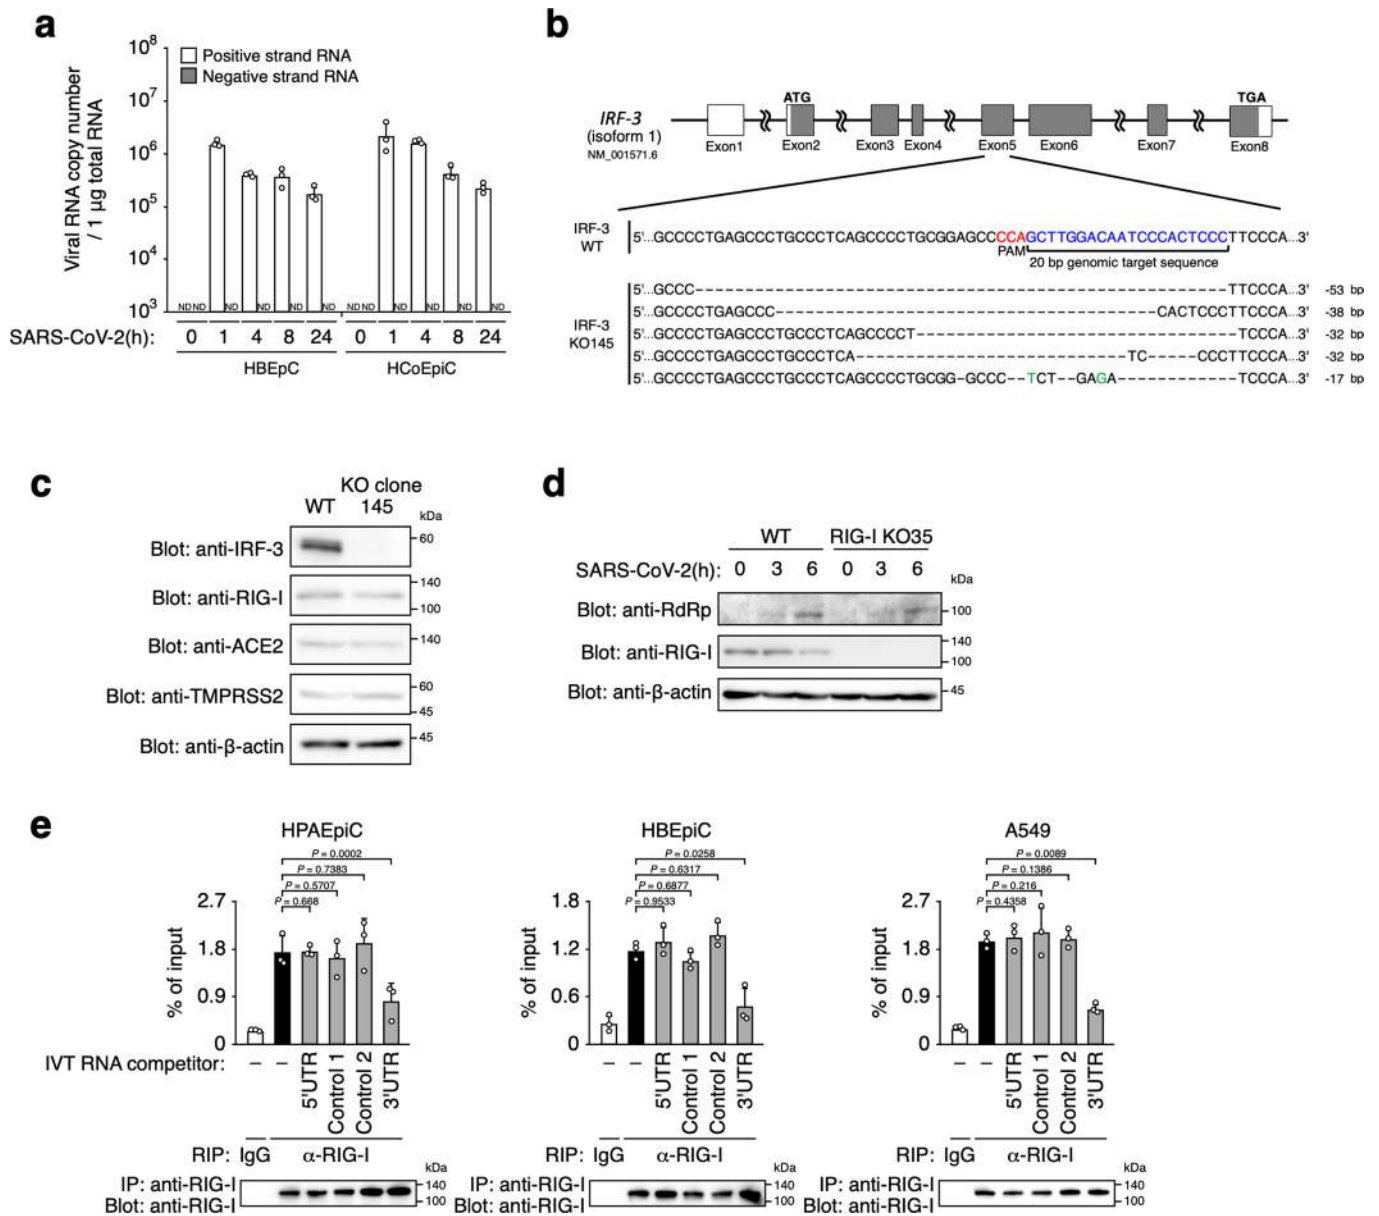 a
10⁸
10⁷
10⁶
10⁵
10⁴
10³
Viral RNA copy number
/ 1 μg total RNA
Positive strand RNA
Negative strand RNA
ND ND ND ND ND ND ND ND ND ND ND ND
SARS-CoV-2(h): 0 1 4 8 24 0 1 4 8 24
HBEpC HCoEpiC
b
ATG TGA
IRF-3
(isoform 1)
NM_001571.6
Exon1 Exon2 Exon3 Exon4 Exon5 Exon6 Exon7 Exon8
IRF-3
WT
5'...GCCCCTGAGCCCTGCCCTCAGCCCCTGCGGAGCCCCAGCTTGGACAATCCCACTCCCTTCCCA...3'
PAM
20 bp genomic target sequence
IRF-3
KO145
5'...GCCC------------------------------------------------------TTCCCA...3' -53 bp
5'...GCCCCTGAGCCC--------------------------------------CACTCCCTTCCCA...3' -38 bp
5'...GCCCCTGAGCCCTGCCCTCAGCCCCT--------------------------------TCCCA...3' -32 bp
5'...GCCCCTGAGCCCTGCCCTCA---------------------------TC-----CCCTTCCCA...3' -32 bp
5'...GCCCCTGAGCCCTGCCCTCAGCCCCTGCGG-GCCC--TCT--GAGA------------TCCCA...3' -17 bp
c
KO clone
WT 145
kDa
Blot: anti-IRF-3 60
Blot: anti-RIG-I 140
100
Blot: anti-ACE2 140
Blot: anti-TMPRSS2 60
45
Blot: anti-β-actin 45
d
WT RIG-I KO35
SARS-CoV-2(h): 0 3 6 0 3 6
kDa
Blot: anti-RdRp 100
Blot: anti-RIG-I 140
100
Blot: anti-β-actin 45
e
HPAEpiC
P = 0.0002
P = 0.7383
P = 0.5707
P = 0.668
2.7
1.8
0.9
0
% of input
IVT RNA competitor: – – 5'UTR Control 1 Control 2 3'UTR
RIP: IgG α-RIG-I
kDa
IP: anti-RIG-I 140
Blot: anti-RIG-I 100
HBEpiC
P = 0.0258
P = 0.6317
P = 0.6877
P = 0.9533
1.8
1.2
0.6
0
% of input
– – 5'UTR Control 1 Control 2 3'UTR
RIP: IgG α-RIG-I
kDa
IP: anti-RIG-I 140
Blot: anti-RIG-I 100
A549
P = 0.0089
P = 0.1386
P = 0.216
P = 0.4358
2.7
1.8
0.9
0
% of input
– – 5'UTR Control 1 Control 2 3'UTR
RIP: IgG α-RIG-I
kDa
IP: anti-RIG-I 140
Blot: anti-RIG-I 100